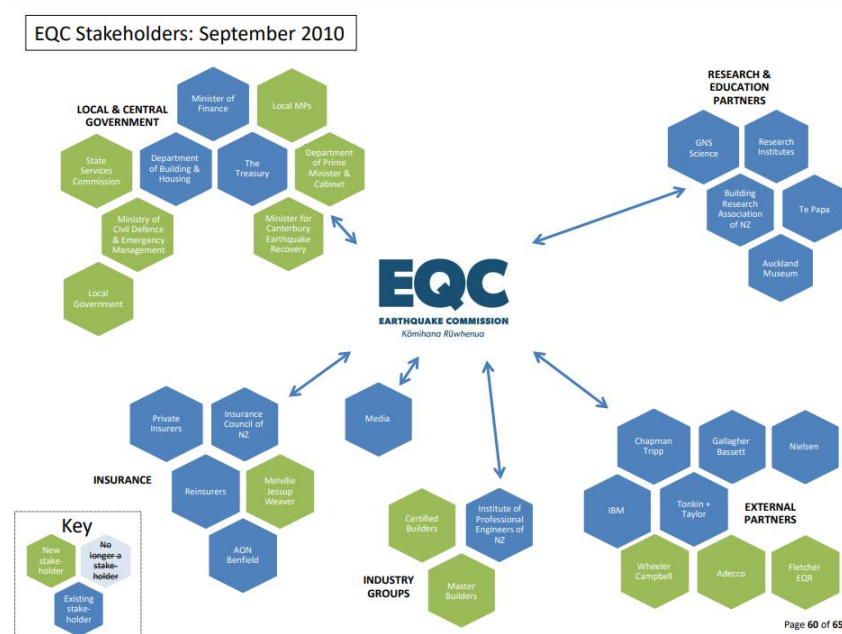 EQC Stakeholders: September 2010
LOCAL & CENTRAL
GOVERNMENT
Minister of
Finance
Local MPs
State
Services
Commission
Department
of Building &
Housing
The
Treasury
Department
of Prime
Minister &
Cabinet
Ministry of
Civil Defence
& Emergency
Management
Minister for
Canterbury
Earthquake
Recovery
Local
Government
RESEARCH &
EDUCATION
PARTNERS
GNS
Science
Research
Institutes
Building
Research
Association
of NZ
Te Papa
Auckland
Museum
EQC
EARTHQUAKE COMMISSION
Kōmihana Rūwhenua
Private
Insurers
Insurance
Council of
NZ
INSURANCE
Reinsurers
Melville
Jessup
Weaver
AON
Benfield
Media
Certified
Builders
Institute of
Professional
Engineers of
NZ
INDUSTRY
GROUPS
Master
Builders
Chapman
Tripp
Gallagher
Bassett
Nielsen
IBM
Tonkin +
Taylor
EXTERNAL
PARTNERS
Wheeler
Campbell
Adecco
Fletcher
EQR
Key
New
stake-
holder
No
longer a
stake-
holder
Existing
stake-
holder
Page 60 of 65